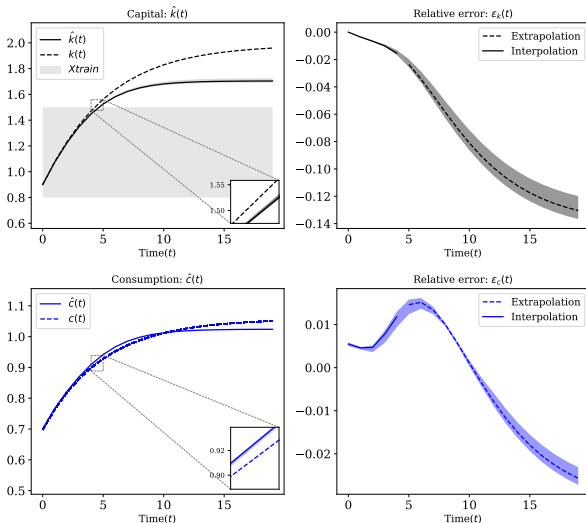 Capital: k̂(t)
k̂(t)
k(t)
Xtrain
2.0
1.8
1.6
1.4
1.2
1.0
0.8
0.6
1.55
1.50
0 5 10 15
Time(t)
Relative error: ε_k(t)
Extrapolation
Interpolation
0.00
−0.02
−0.04
−0.06
−0.08
−0.10
−0.12
−0.14
0 5 10 15
Time(t)
Consumption: ĉ(t)
ĉ(t)
c(t)
1.1
1.0
0.9
0.8
0.7
0.6
0.5
0.92
0.90
0 5 10 15
Time(t)
Relative error: ε_c(t)
Extrapolation
Interpolation
0.01
0.00
−0.01
−0.02
0 5 10 15
Time(t)